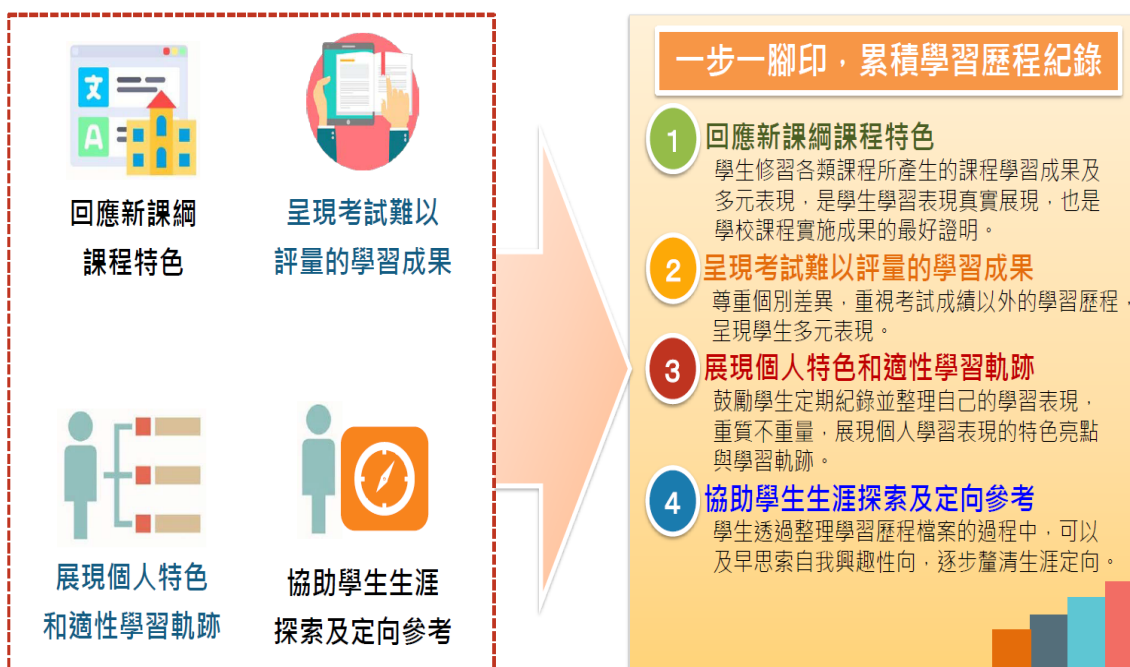 文
A
回應新課綱
課程特色
呈現考試難以
評量的學習成果
展現個人特色
和適性學習軌跡
協助學生生涯
探索及定向參考
一步一腳印，累積學習歷程紀錄
1 回應新課綱課程特色
學生修習各類課程所產生的課程學習成果及
多元表現，是學生學習表現真實展現，也是
學校課程實施成果的最好證明。
2 呈現考試難以評量的學習成果
尊重個別差異，重視考試成績以外的學習歷程，
呈現學生多元表現。
3 展現個人特色和適性學習軌跡
鼓勵學生定期紀錄並整理自己的學習表現，
重質不重量，展現個人學習表現的特色亮點
與學習軌跡。
4 協助學生生涯探索及定向參考
學生透過整理學習歷程檔案的過程中，可以
及早思索自我興趣性向，逐步釐清生涯定向。